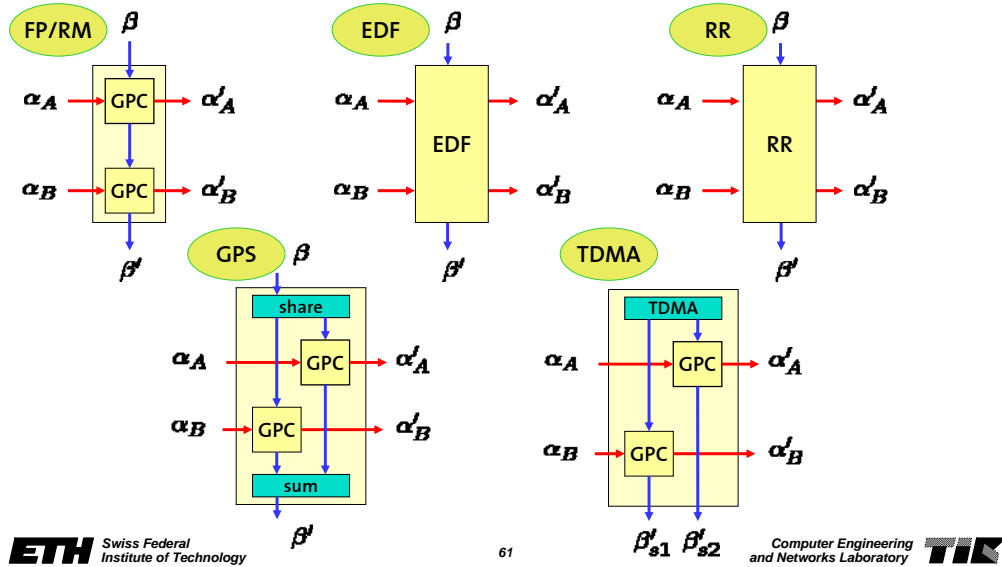 FP/RM
β
α_A
GPC
α'_A
α_B
GPC
α'_B
β'
EDF
β
α_A
EDF
α'_A
α_B
α'_B
β'
RR
β
α_A
RR
α'_A
α_B
α'_B
β'
GPS
β
share
α_A
GPC
α'_A
α_B
GPC
α'_B
sum
β'
TDMA
TDMA
α_A
GPC
α'_A
α_B
GPC
α'_B
β'_s1
β'_s2
ETH
Swiss Federal
Institute of Technology
61
Computer Engineering
and Networks Laboratory
TIK